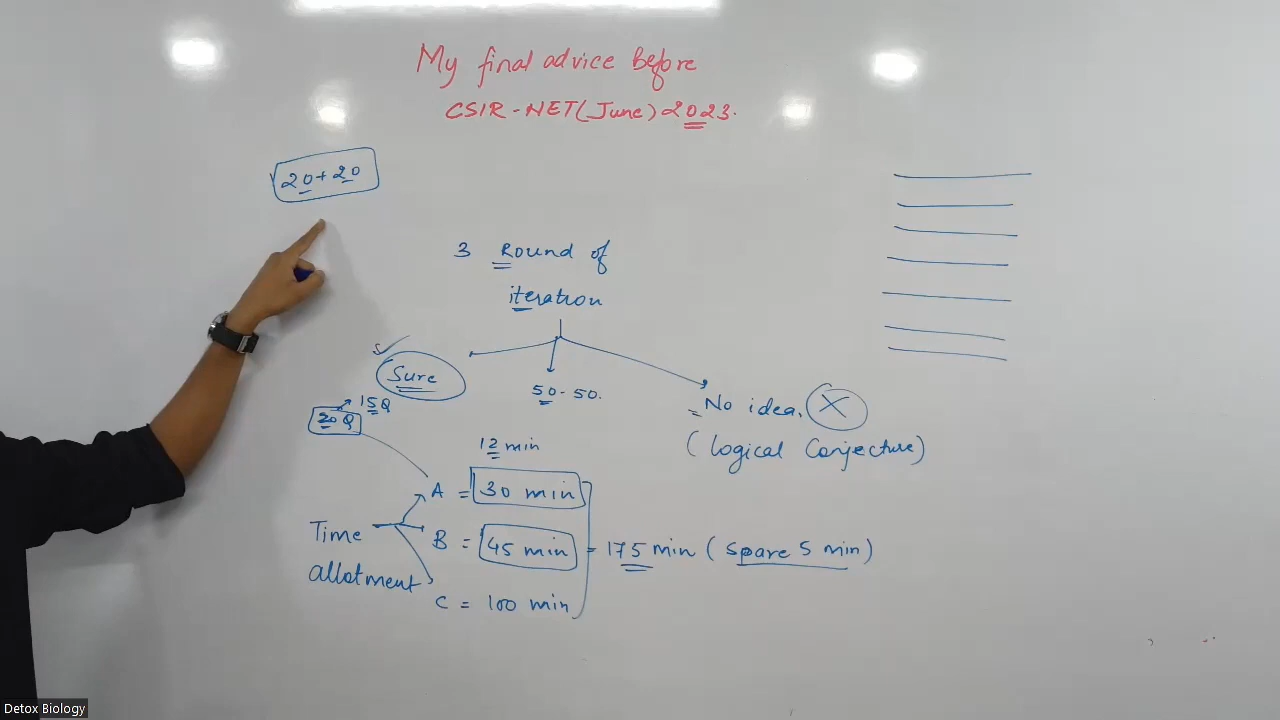 My final advice Before
CSIR-NET(June) 2023.
20+20
3 Round of
iteration
Sure
50-50.
No idea. X
(logical Conjecture)
15Q
20 Q
12 min
A = 30 min
Time
B = 45 min = 175 min (spare 5 min)
allotment
C = 100 min
Detox Biology